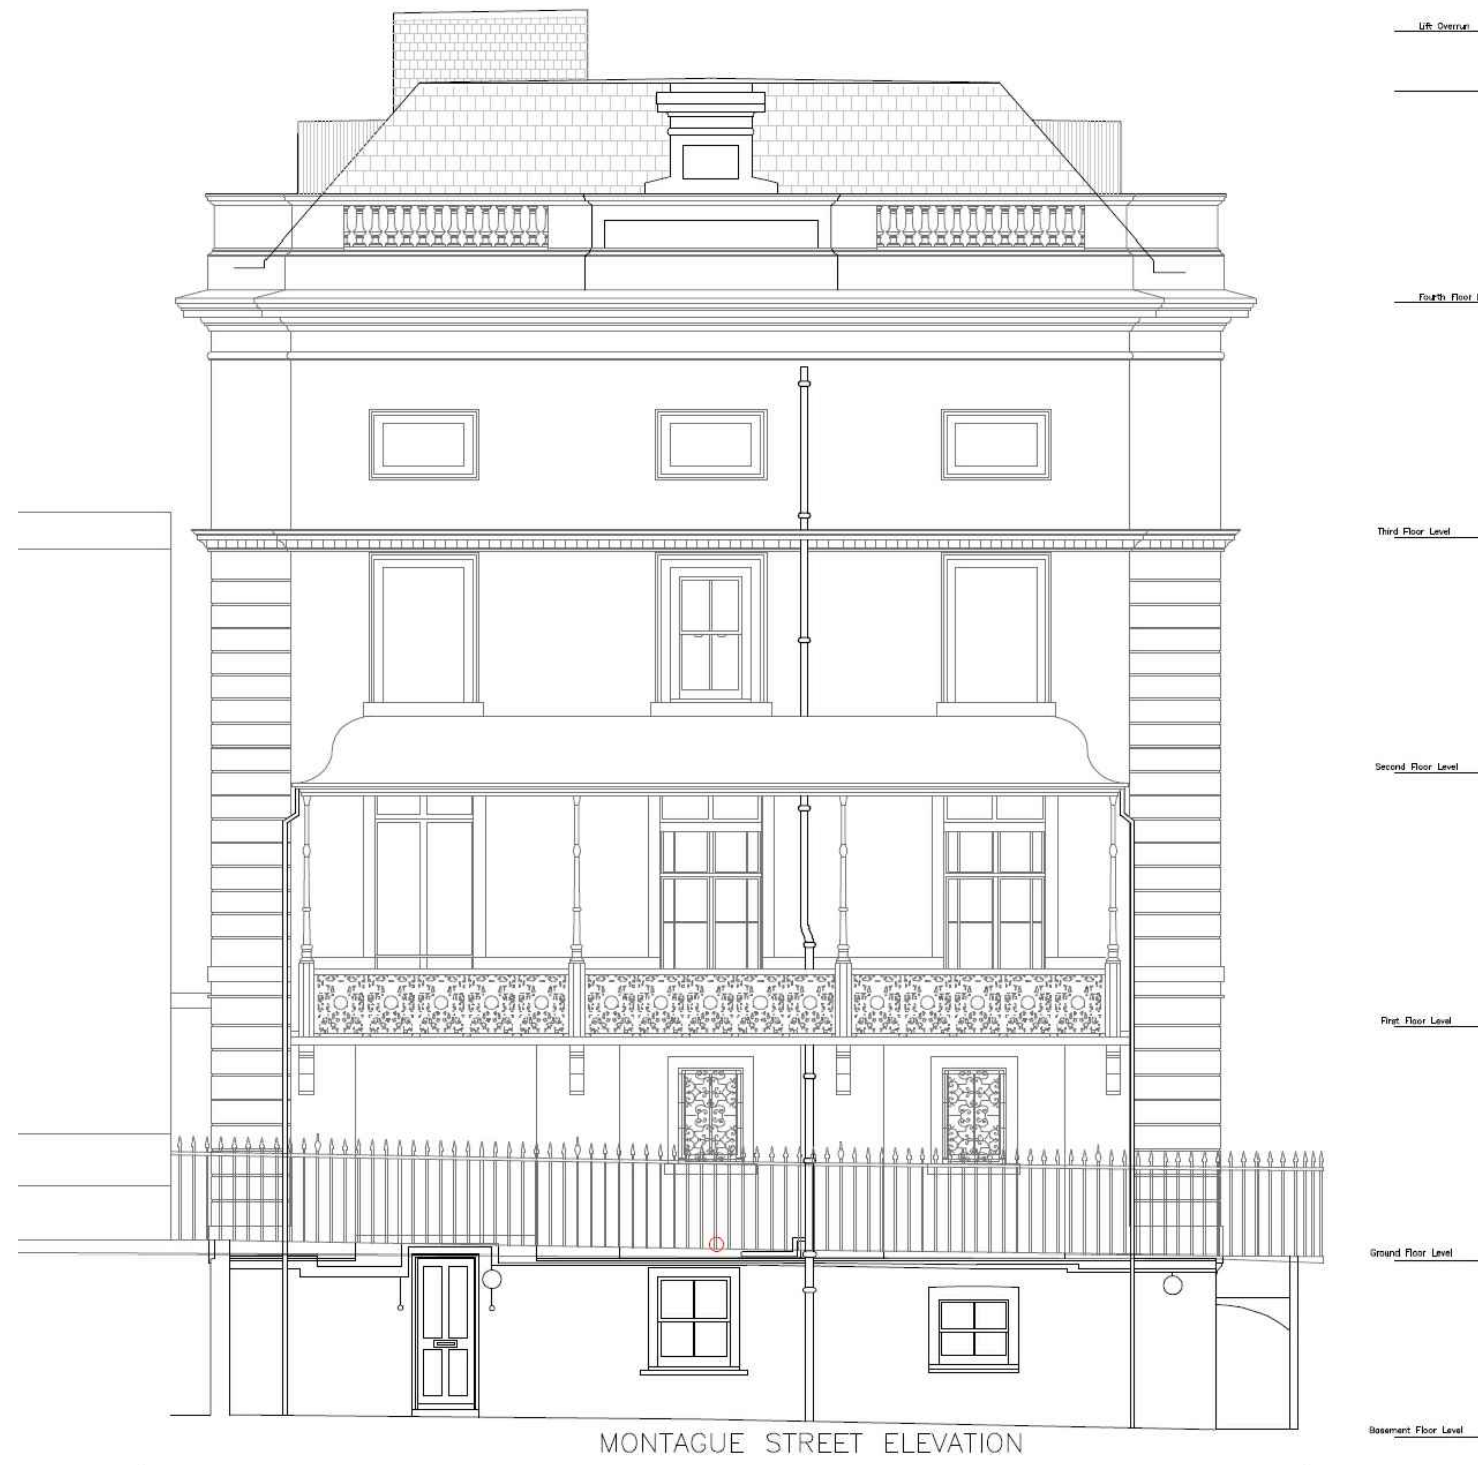 Lift Overrun
Fourth Floor
Third Floor Level
Second Floor Level
First Floor Level
Ground Floor Level
Basement Floor Level
MONTAGUE STREET ELEVATION